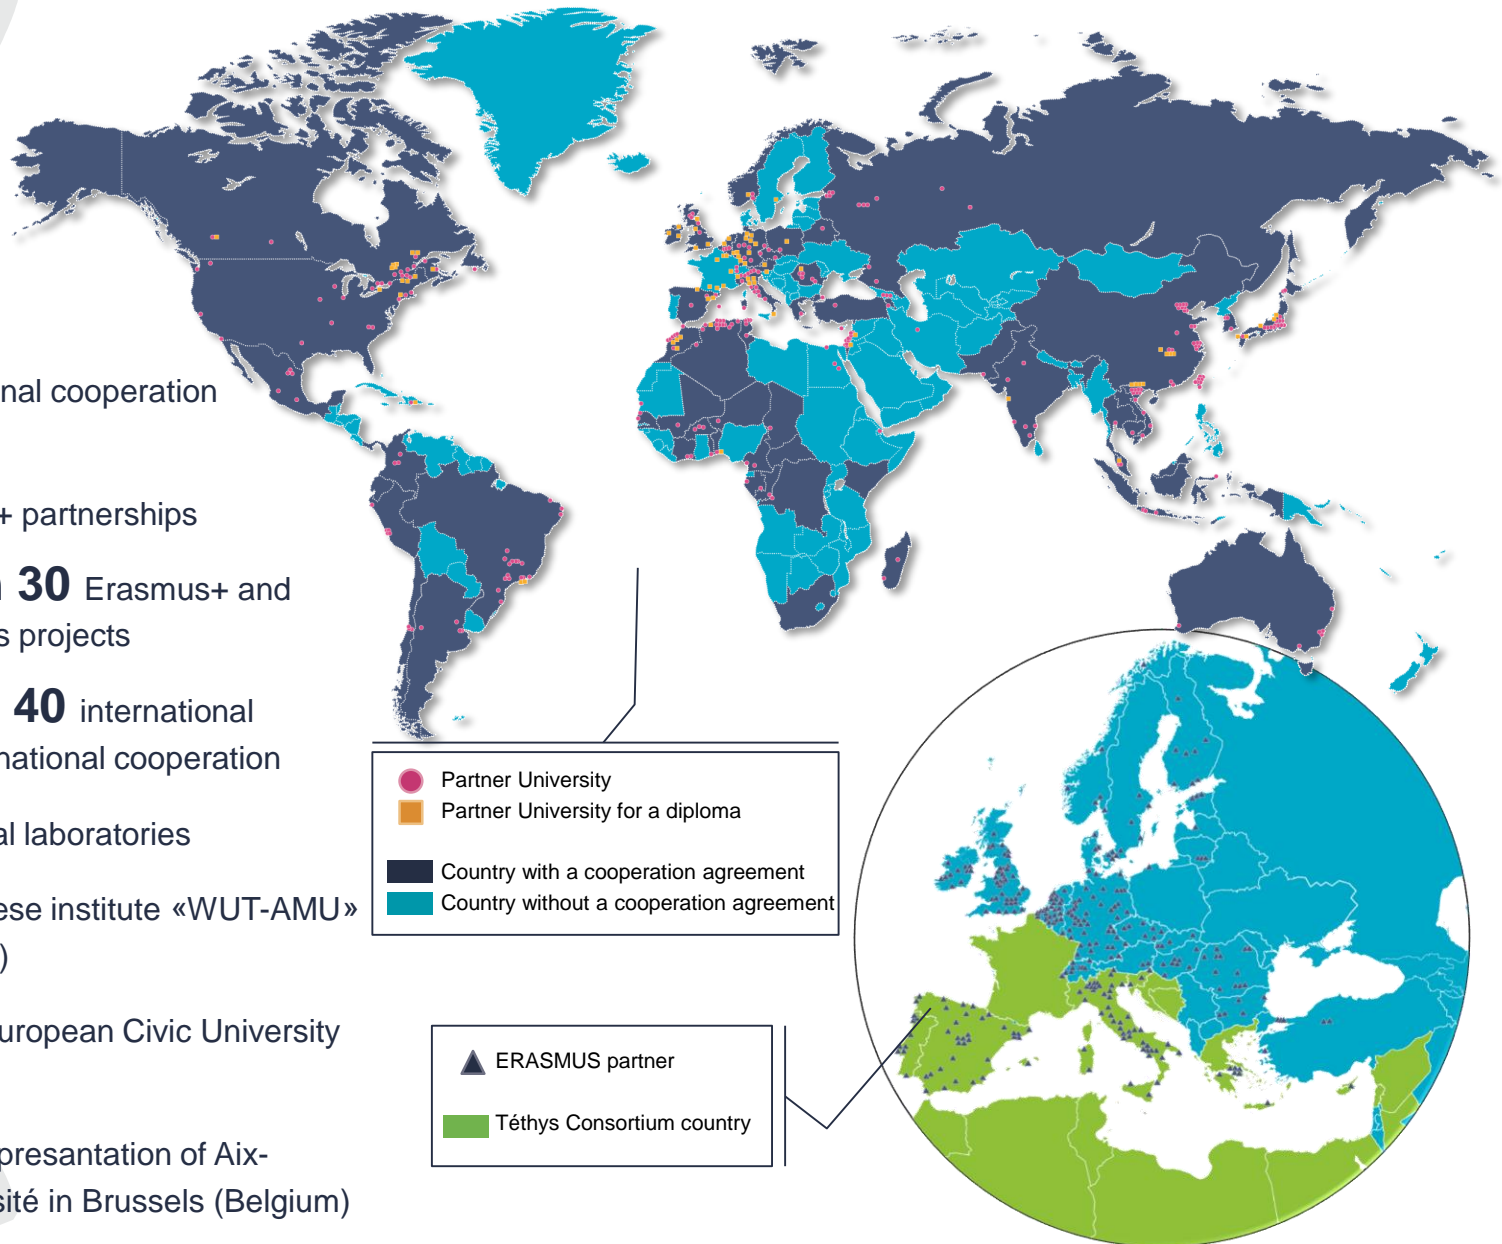 nal cooperation
+ partnerships
30 Erasmus+ and
s projects
40 international
national cooperation
al laboratories
ese institute «WUT-AMU»
)
uropean Civic University
presantation of Aix-
sité in Brussels (Belgium)
Partner University
Partner University for a diploma
Country with a cooperation agreement
Country without a cooperation agreement
ERASMUS partner
Téthys Consortium country